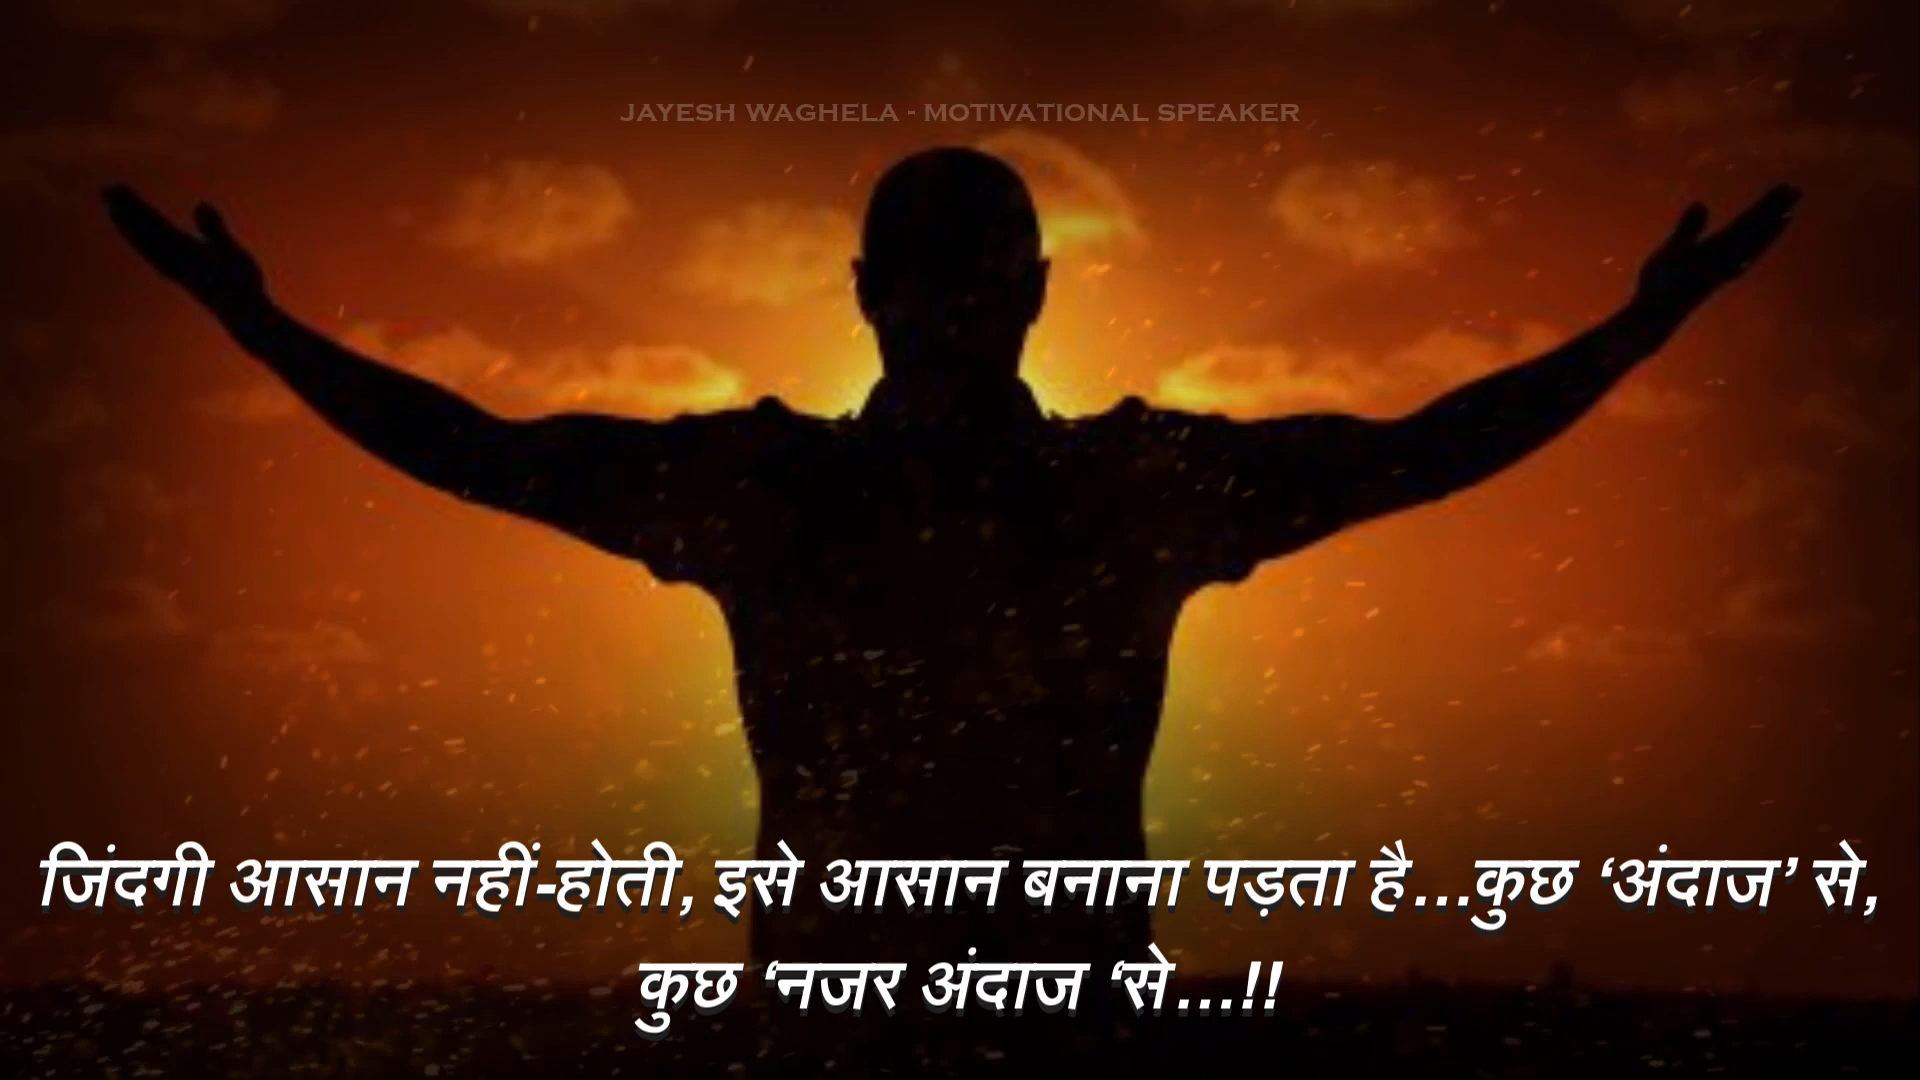 JAYESH WAGHELA - MOTIVATIONAL SPEAKER
जिंदगी आसान नहीं-होती, इसे आसान बनाना पड़ता है...कुछ ‘अंदाज’ से,
कुछ ‘नजर अंदाज ‘से...!!